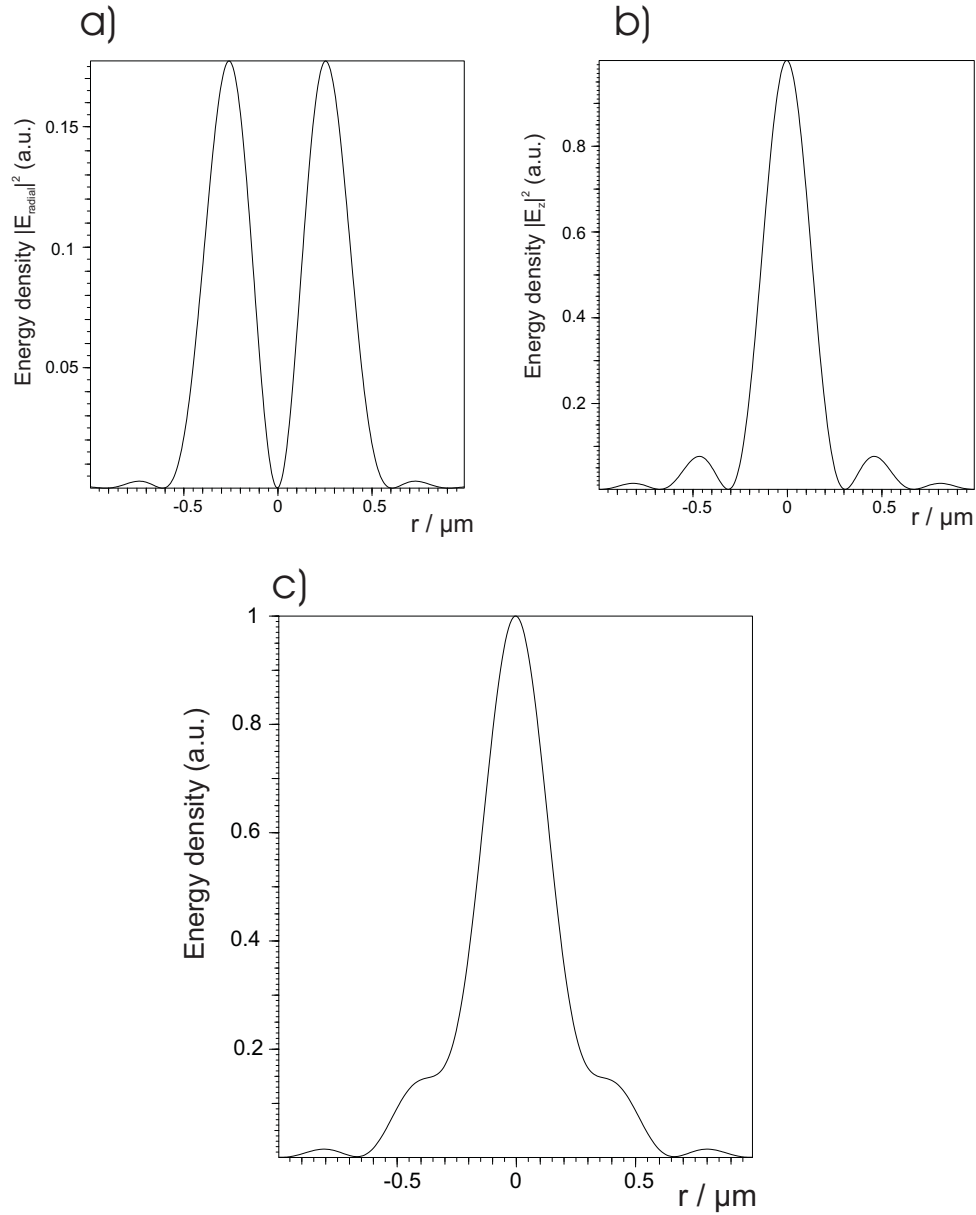 a)
Energy density |E_radial|² (a.u.)
0.15
0.1
0.05
-0.5 0 0.5
r / µm
b)
Energy density |E_z|² (a.u.)
0.8
0.6
0.4
0.2
-0.5 0 0.5
r / µm
c)
Energy density (a.u.)
1
0.8
0.6
0.4
0.2
-0.5 0 0.5
r / µm